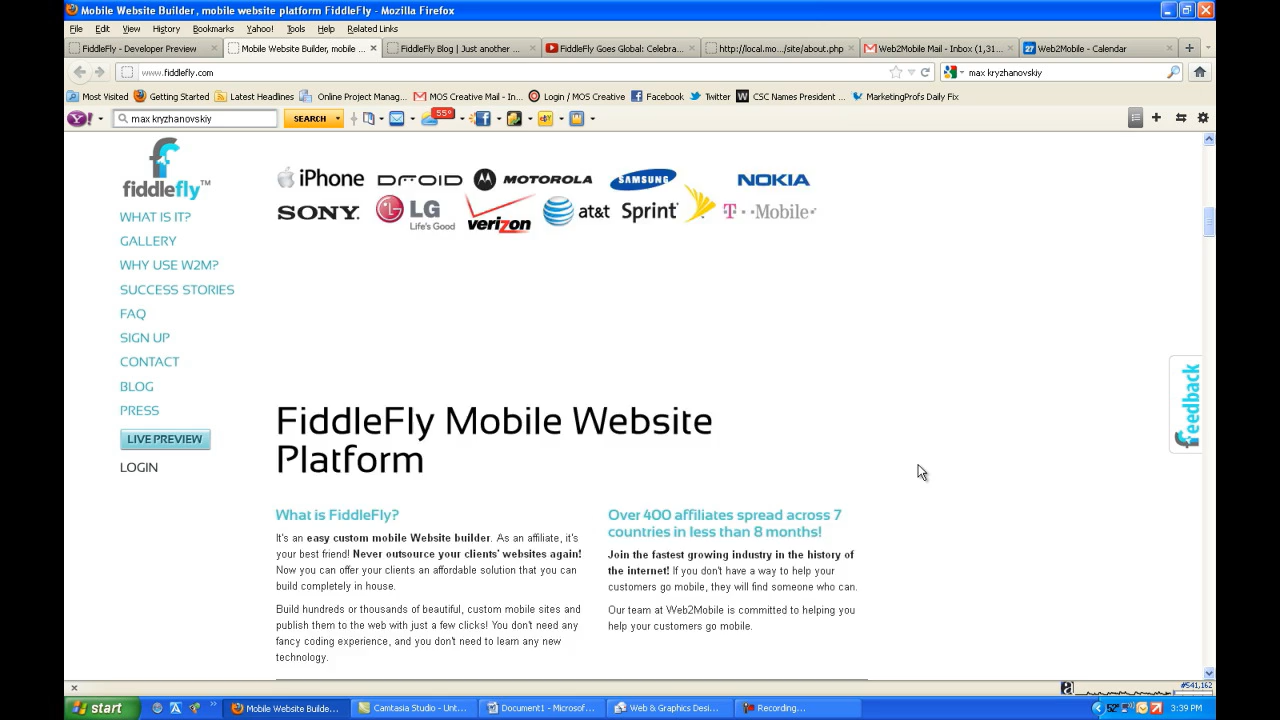 Mobile Website Builder, mobile website platform FiddleFly - Mozilla Firefox
File Edit View History Bookmarks Yahoo! Tools Help Related Links
FiddleFly - Developer Preview Mobile Website Builder, mobile ... FiddleFly Blog | Just another ... FiddleFly Goes Global: Celebra... http://local.mo.../site/about.php Web2Mobile Mail - Inbox (1,31... 27 Web2Mobile - Calendar
www.fiddlefly.com max kryzhanovskiy
Most Visited Getting Started Latest Headlines Online Project Manag... MOS Creative Mail - In... Login / MOS Creative Facebook Twitter W CSC Names President ... MarketingProfs Daily Fix
Y! max kryzhanovskiy SEARCH 55°
fiddlefly™
iPhone DROID MOTOROLA SAMSUNG NOKIA
SONY. LG Life's Good verizon at&t Sprint T-Mobile
WHAT IS IT?
GALLERY
WHY USE W2M?
SUCCESS STORIES
FAQ
SIGN UP
CONTACT
BLOG
PRESS
LIVE PREVIEW
LOGIN
feedback
FiddleFly Mobile Website
Platform
What is FiddleFly?
It's an easy custom mobile Website builder. As an affiliate, it's
your best friend! Never outsource your clients' websites again!
Now you can offer your clients an affordable solution that you can
build completely in house.
Build hundreds or thousands of beautiful, custom mobile sites and
publish them to the web with just a few clicks! You don't need any
fancy coding experience, and you don't need to learn any new
technology.
Over 400 affiliates spread across 7
countries in less than 8 months!
Join the fastest growing industry in the history of
the internet! If you don't have a way to help your
customers go mobile, they will find someone who can.
Our team at Web2Mobile is committed to helping you
help your customers go mobile.
a #541,162
start Mobile Website Builde... Camtasia Studio - Unt... Document1 - Microsof... Web & Graphics Desi... Recording... 52° 3:39 PM